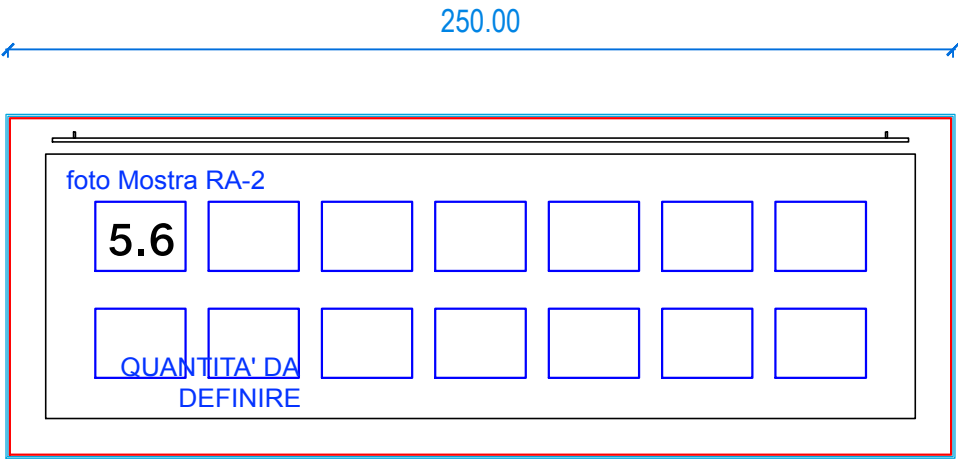 250.00
foto Mostra RA-2
5.6
QUANTITA' DA
DEFINIRE